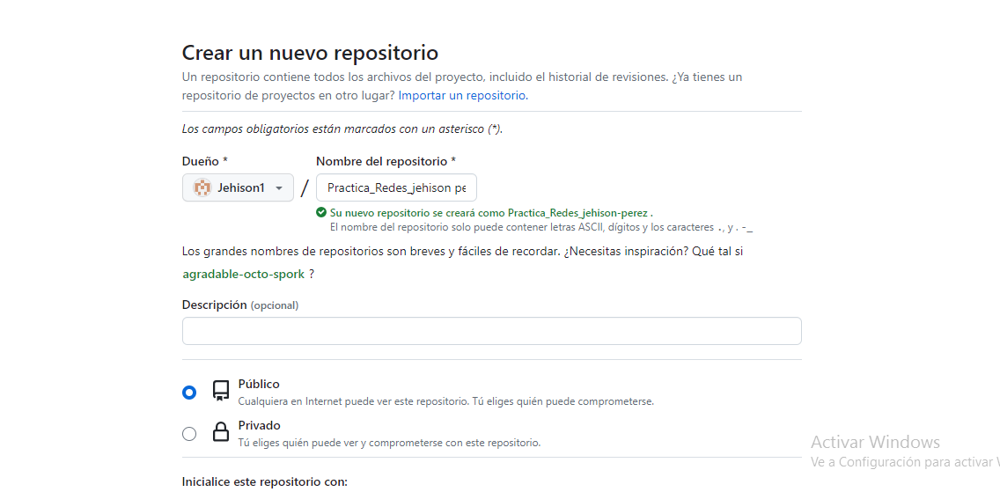 Crear un nuevo repositorio
Un repositorio contiene todos los archivos del proyecto, incluido el historial de revisiones. ¿Ya tienes un
repositorio de proyectos en otro lugar? Importar un repositorio.
Los campos obligatorios están marcados con un asterisco (*).
Dueño * Nombre del repositorio *
Jehison1 / Practica_Redes_jehison pe
Su nuevo repositorio se creará como Practica_Redes_jehison-perez .
El nombre del repositorio solo puede contener letras ASCII, dígitos y los caracteres ., y . -_
Los grandes nombres de repositorios son breves y fáciles de recordar. ¿Necesitas inspiración? Qué tal si
agradable-octo-spork ?
Descripción (opcional)
Público
Cualquiera en Internet puede ver este repositorio. Tú eliges quién puede comprometerse.
Privado
Tú eliges quién puede ver y comprometerse con este repositorio.
Activar Windows
Ve a Configuración para activar W
Inicialice este repositorio con: